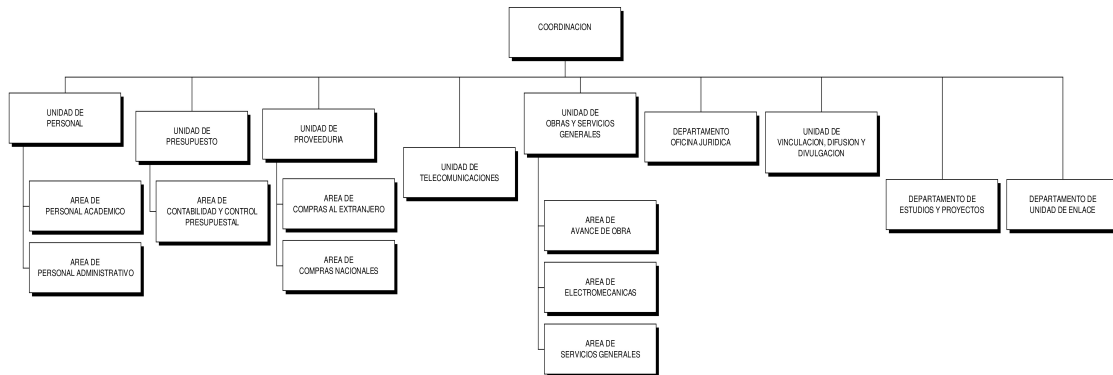 COORDINACION
UNIDAD DE
PERSONAL
UNIDAD DE
PRESUPUESTO
UNIDAD DE
PROVEEDURIA
UNIDAD DE
TELECOMUNICACIONES
UNIDAD DE
OBRAS Y SERVICIOS
GENERALES
DEPARTAMENTO
OFICINA JURIDICA
UNIDAD DE
VINCULACION, DIFUSION Y
DIVULGACION
DEPARTAMENTO DE
ESTUDIOS Y PROYECTOS
DEPARTAMENTO DE
UNIDAD DE ENLACE
AREA DE
PERSONAL ACADEMICO
AREA DE
PERSONAL ADMINISTRATIVO
AREA DE
CONTABILIDAD Y CONTROL
PRESUPUESTAL
AREA DE
COMPRAS AL EXTRANJERO
AREA DE
COMPRAS NACIONALES
AREA DE
AVANCE DE OBRA
AREA DE
ELECTROMECANICAS
AREA DE
SERVICIOS GENERALES